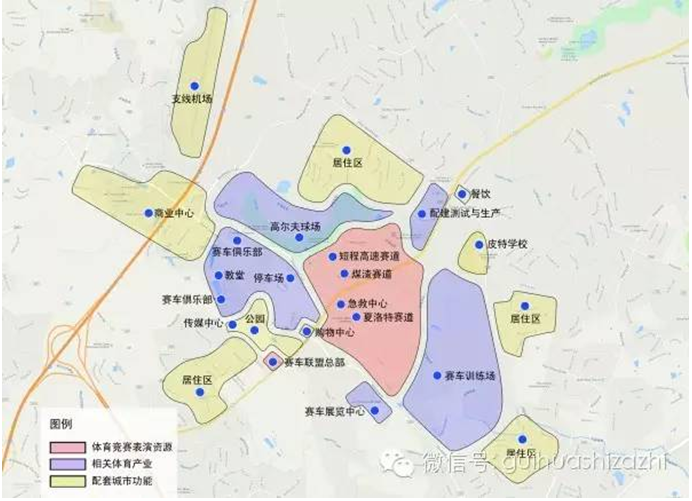 支线机场
居住区
餐饮
商业中心
配建测试与生产
高尔夫球场
赛车俱乐部
皮特学校
短程高速赛道
煤渣赛道
教堂
停车场
赛车俱乐部
急救中心
夏洛特赛道
居住区
传媒中心
公园
购物中心
赛车联盟总部
居住区
赛车训练场
赛车展览中心
居住区
图例
体育竞赛表演资源
相关体育产业
配套城市功能
微信号: guihuashizazhi